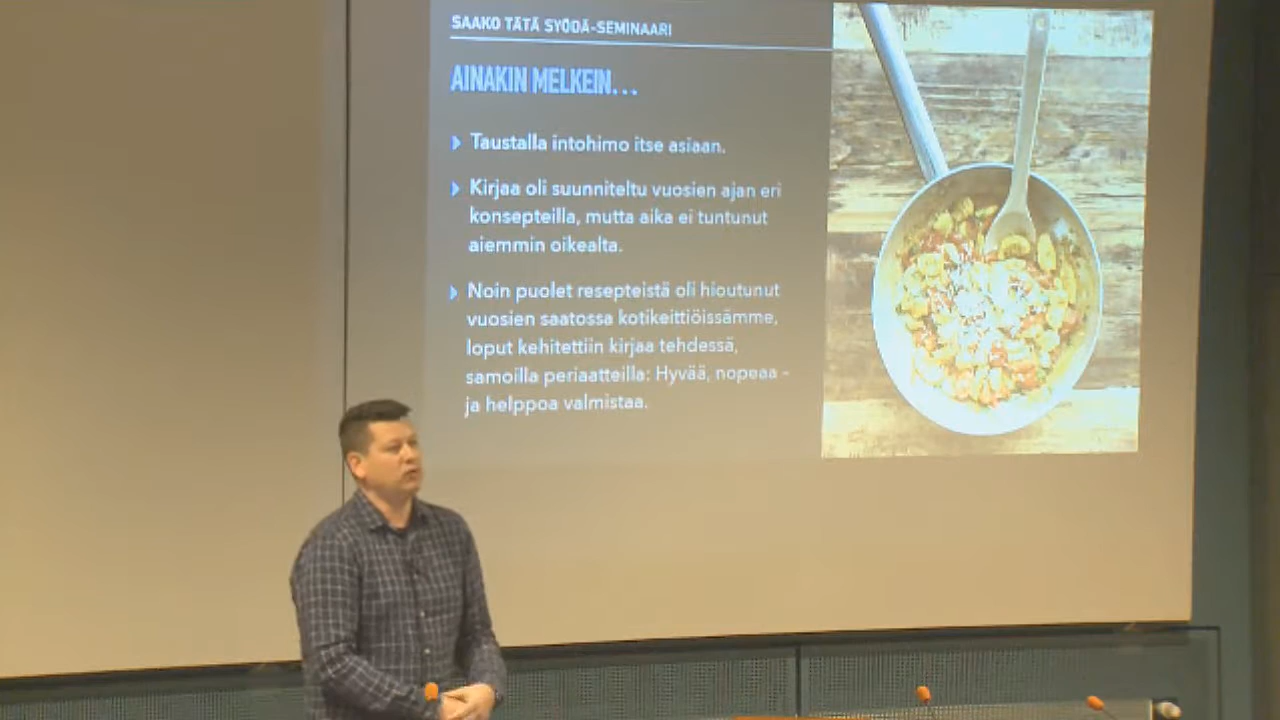 SAAKO TÄTÄ SYÖDÄ-SEMINAARI
AINAKIN MELKEIN...
Taustalla intohimo itse asiaan.
Kirjaa oli suunniteltu vuosien ajan eri
konsepteilla, mutta aika ei tuntunut
aiemmin oikealta.
Noin puolet resepteistä oli hioutunut
vuosien saatossa kotikeittiöissämme,
loput kehitettiin kirjaa tehdessä,
samoilla periaatteilla: Hyvää, nopeaa -
ja helppoa valmistaa.